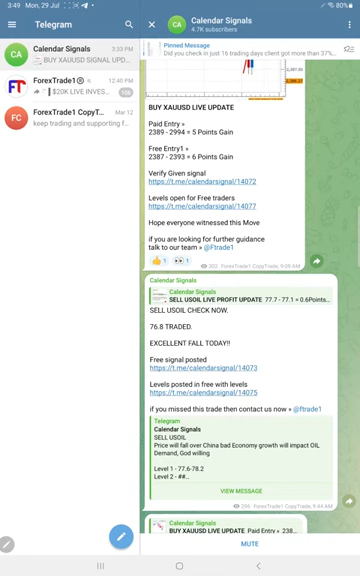 3:49 Mon, 29 Jul
80%
Telegram
Calendar Signals
3:33 PM
BUY XAUUSD SIGNAL UPD...
ForexTrade1
12:40 PM
$20K LIVE INVES...
ForexTrade1 CopyT...
Mar 12
keep trading and supporting f...
CA
Calendar Signals
4.7K subscribers
Pinned Message
Did you check in just 16 trading days client got more than 37%...
BUY XAUUSD LIVE UPDATE
Paid Entry »
2389 - 2994 = 5 Points Gain
Free Entry1 »
2387 - 2393 = 6 Points Gain
Verify Given signal
https://t.me/calendarsignal/14072
Levels open for Free traders
https://t.me/calendarsignal/14077
Hope everyone witnessed this Move
if you are looking for further guidance
talk to our team » @Ftrade1
1 1
302 ForexTrade1 CopyTrade, 9:09 AM
Calendar Signals
Calendar Signals
SELL USOIL LIVE PROFIT UPDATE 77.7 - 77.1 = 0.6Points...
SELL USOIL CHECK NOW.
76.8 TRADED.
EXCELLENT FALL TODAY!!
Free signal posted
https://t.me/calendarsignal/14073
Levels posted in free with levels
https://t.me/calendarsignal/14075
if you missed this trade then contact us now » @ftrade1
Telegram
Calendar Signals
SELL USOIL
Price will fall over China bad Economy growth will impact OIL
Demand, God willing
Level 1 - 77.6-78.2
Level 2 - ##...
VIEW MESSAGE
296 ForexTrade1 CopyTrade, 9:44 AM
Calendar Signals
BUY XAUUSD LIVE UPDATE Paid Entry » 238...
MUTE